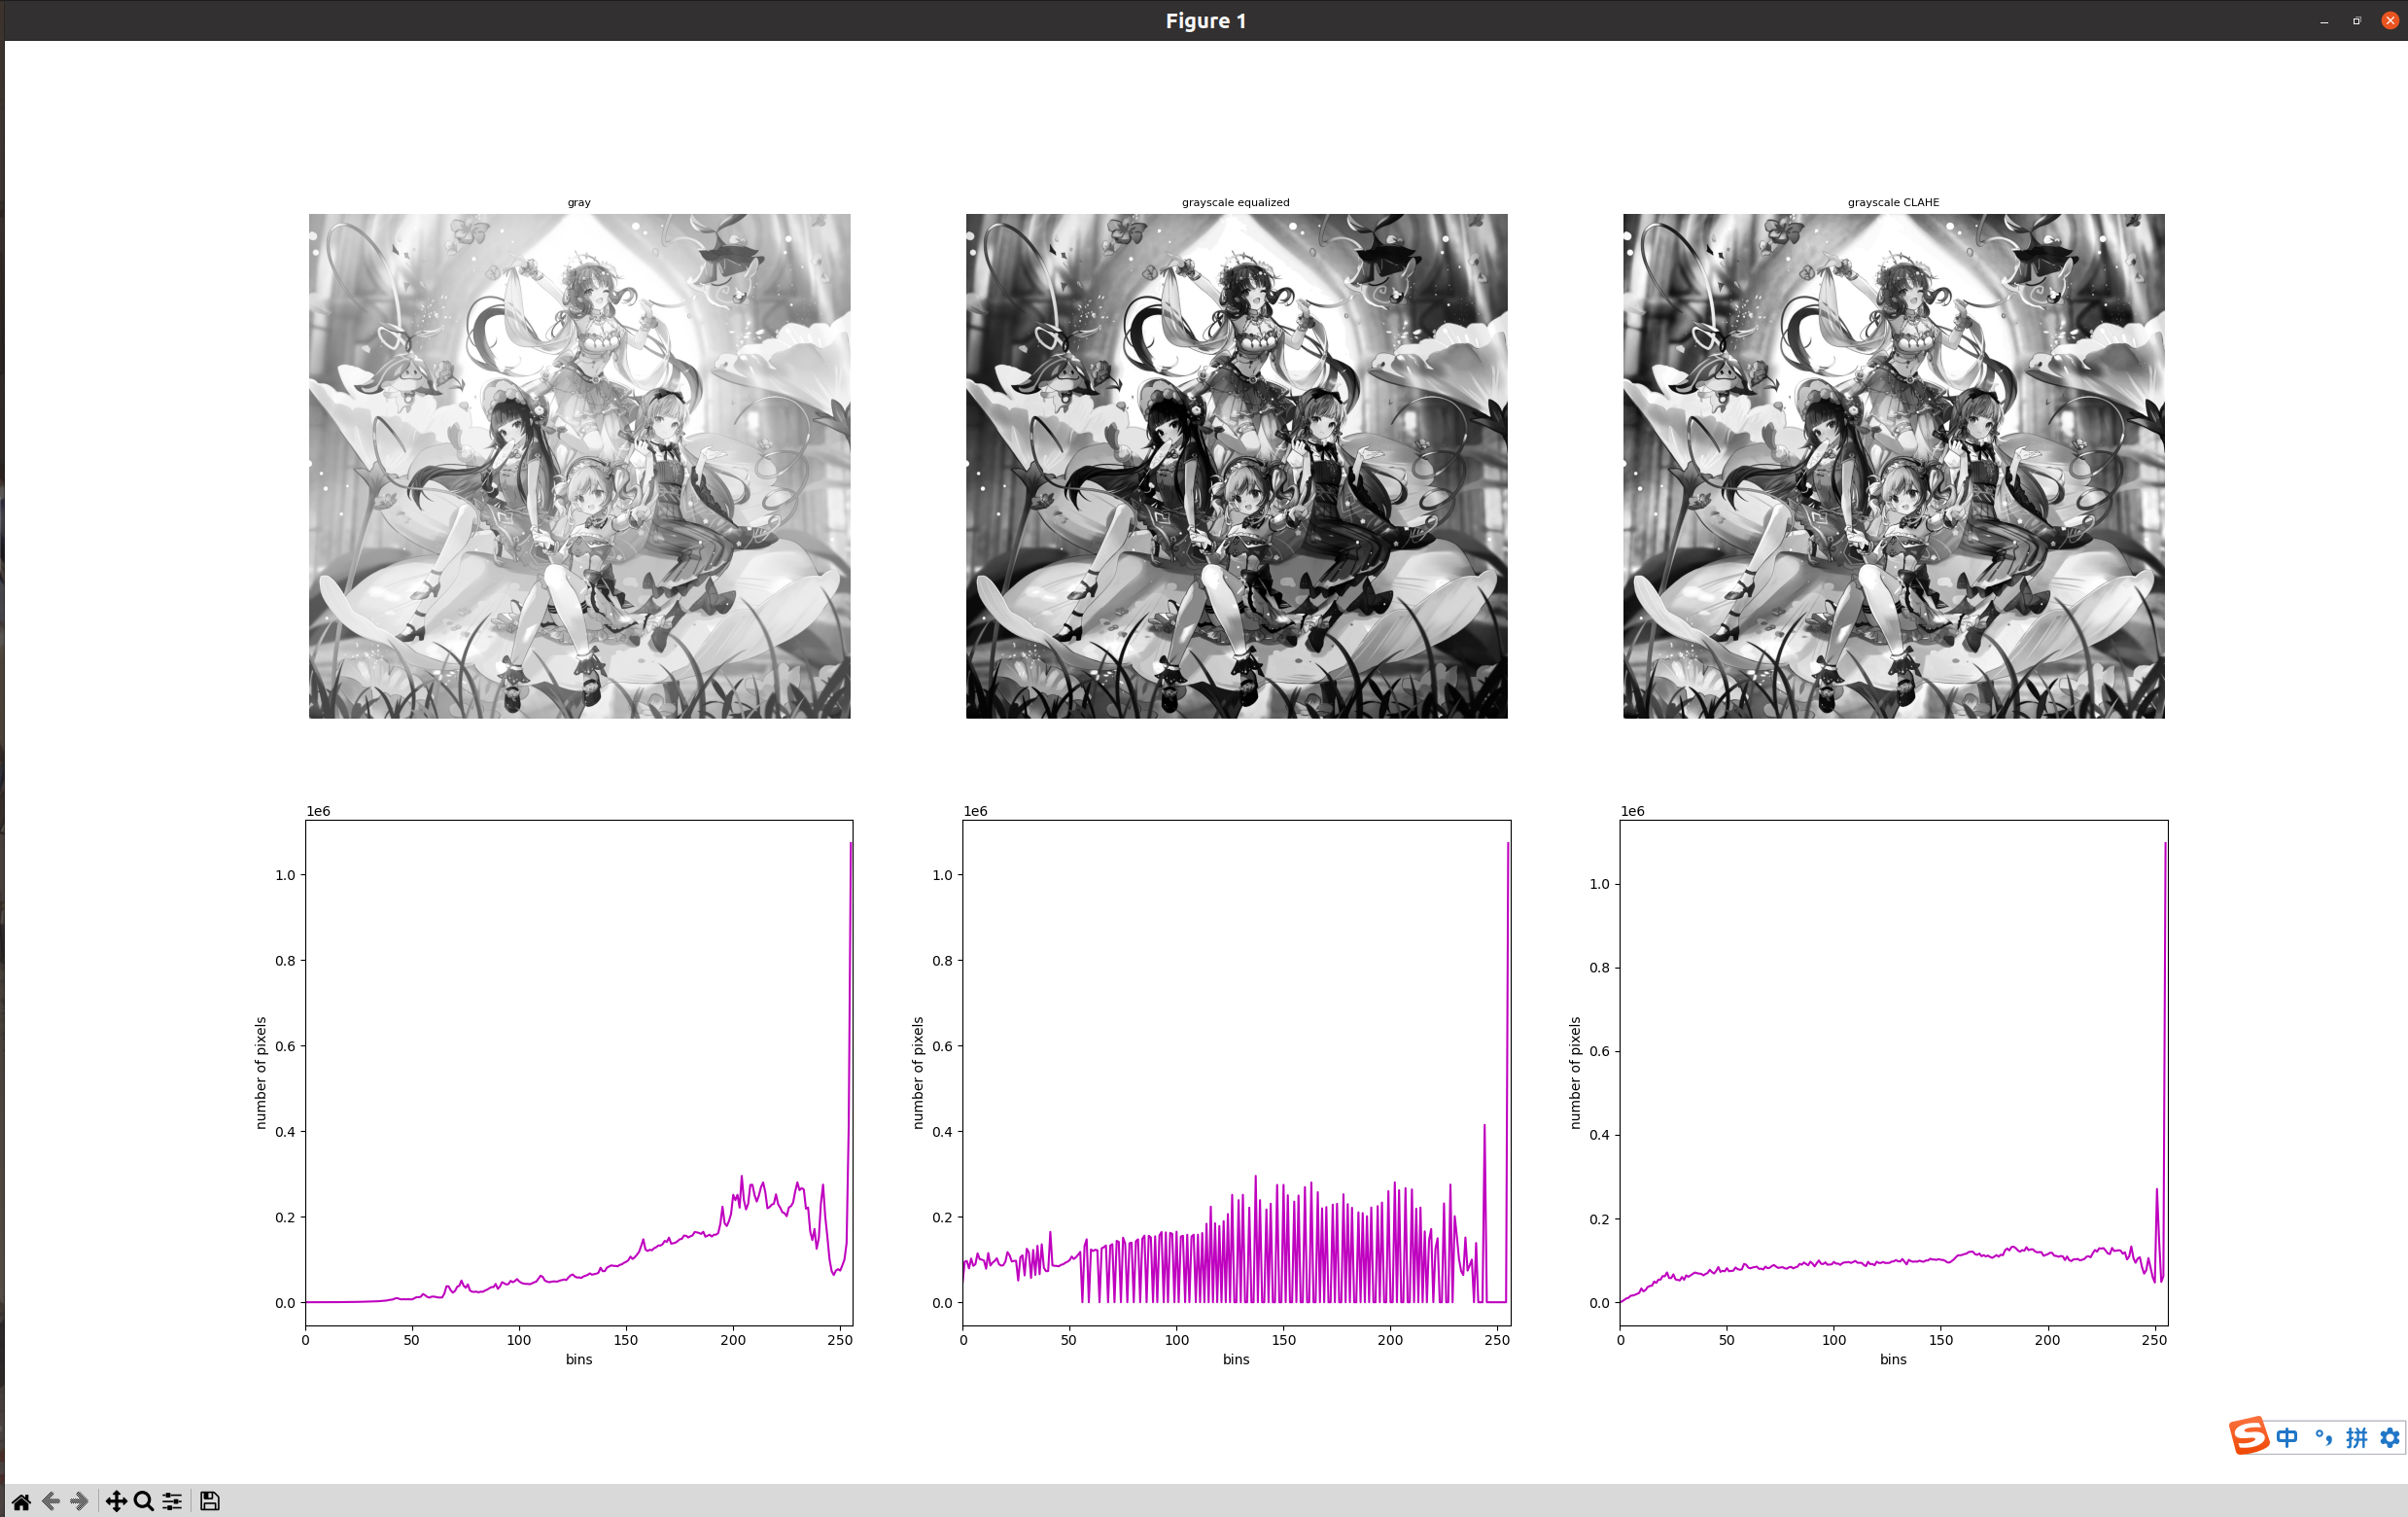 Figure 1
gray
grayscale equalized
grayscale CLAHE
1e6
1.0
0.8
0.6
0.4
0.2
0.0
number of pixels
0 50 100 150 200 250
bins
1e6
1.0
0.8
0.6
0.4
0.2
0.0
number of pixels
0 50 100 150 200 250
bins
1e6
1.0
0.8
0.6
0.4
0.2
0.0
number of pixels
0 50 100 150 200 250
bins
S 中 °, 拼